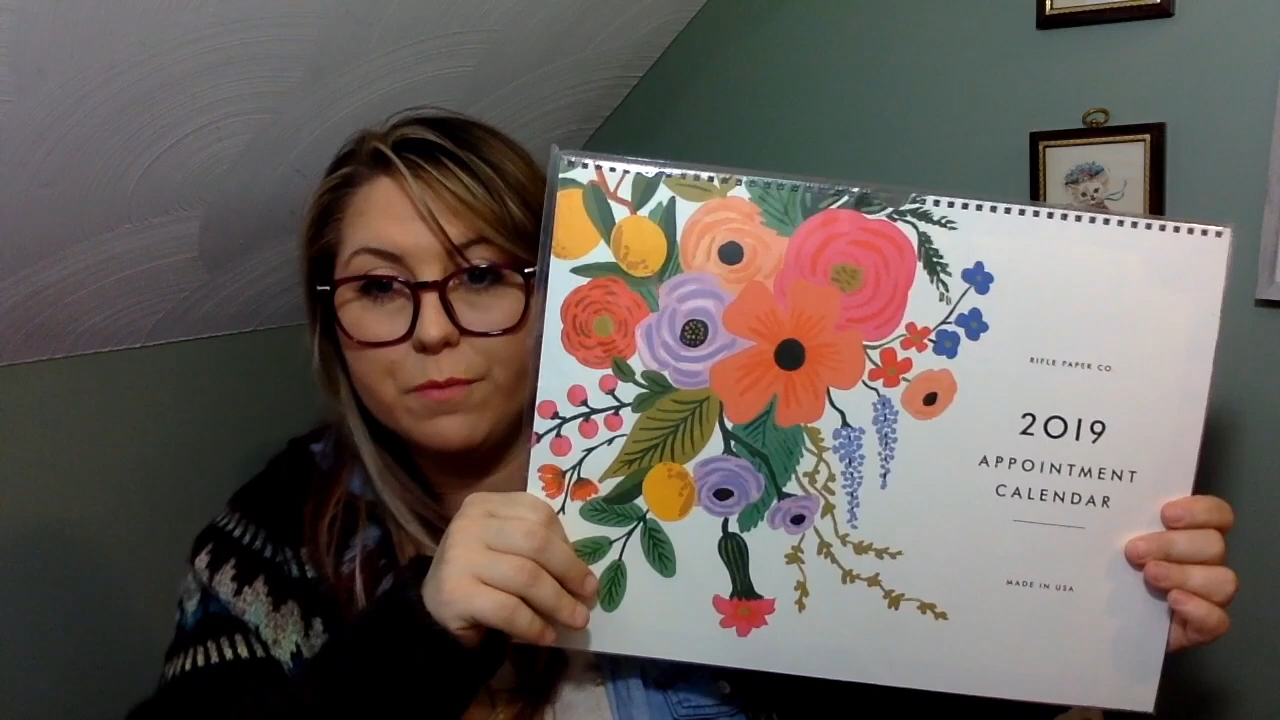 RIFLE PAPER CO.
2019
APPOINTMENT
CALENDAR
MADE IN USA